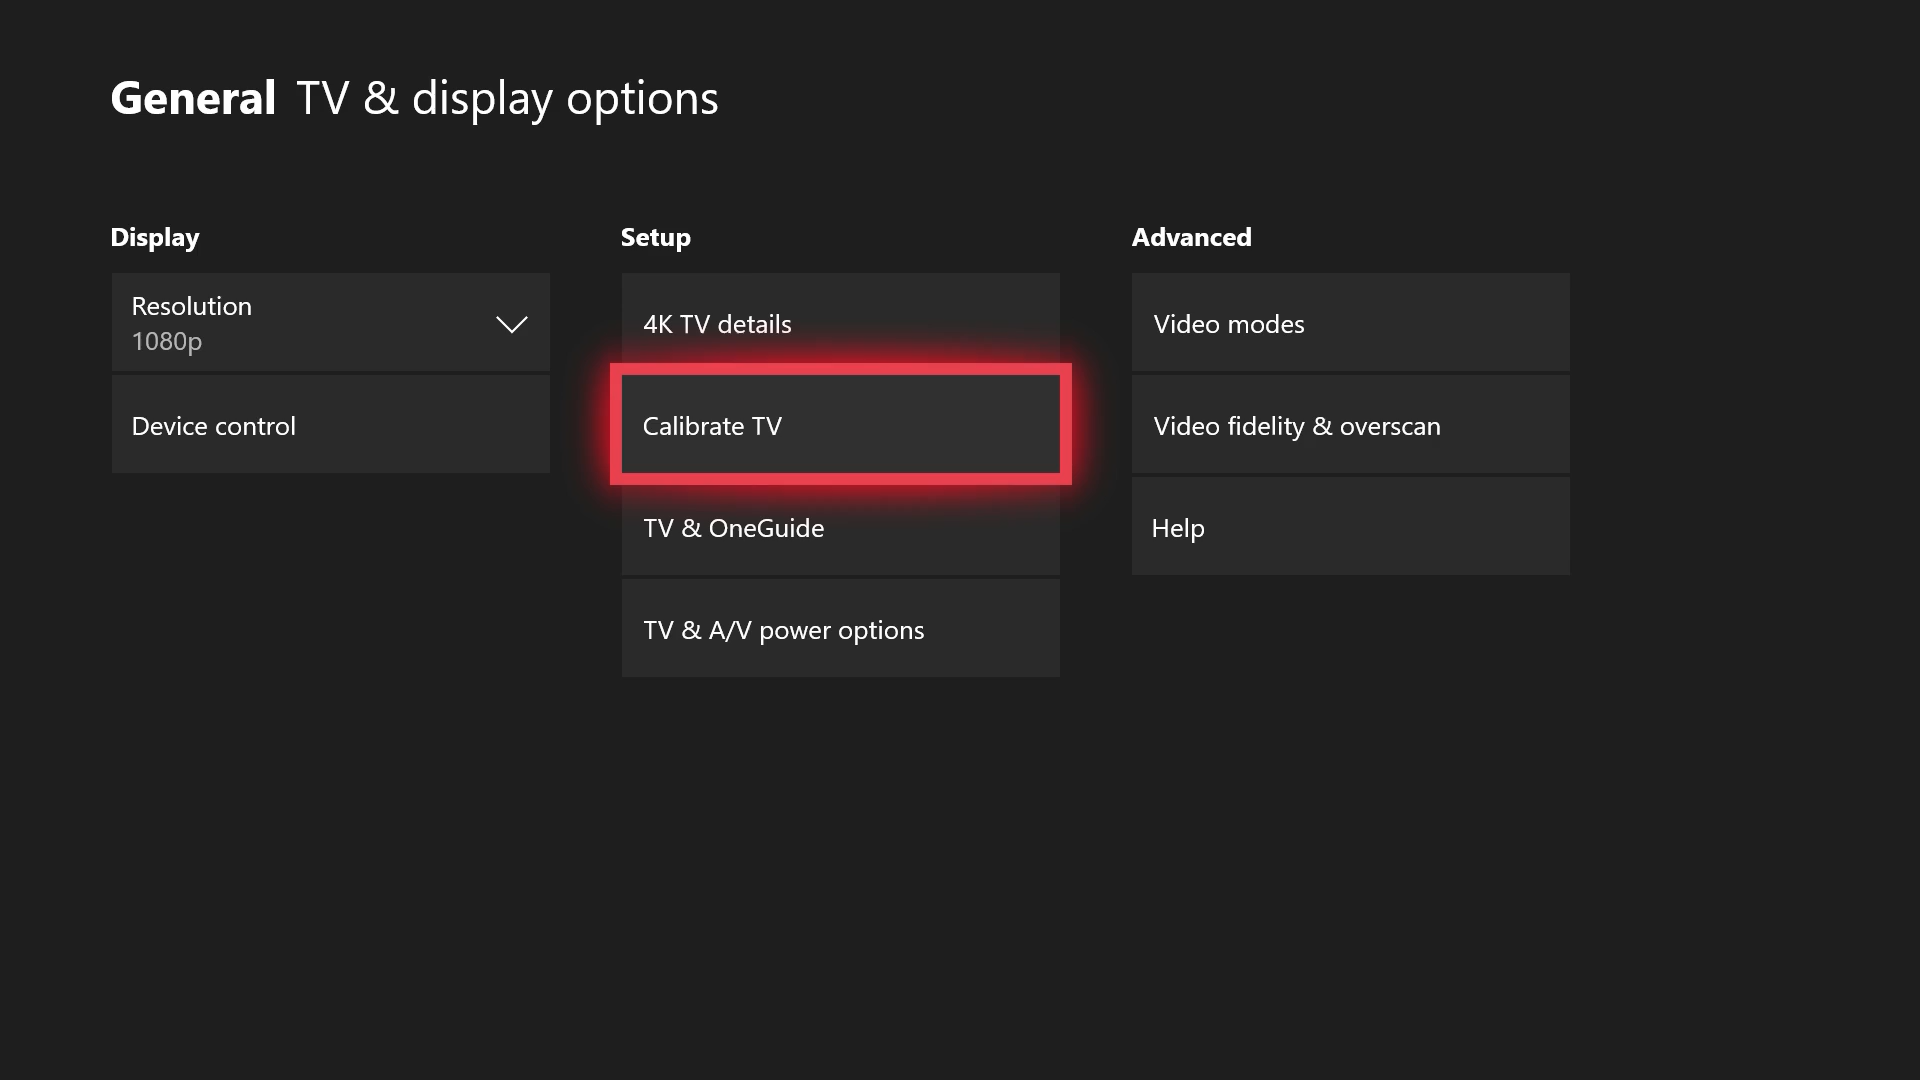 General TV & display options
Display
Resolution
1080p
Device control
Setup
4K TV details
Calibrate TV
TV & OneGuide
TV & A/V power options
Advanced
Video modes
Video fidelity & overscan
Help